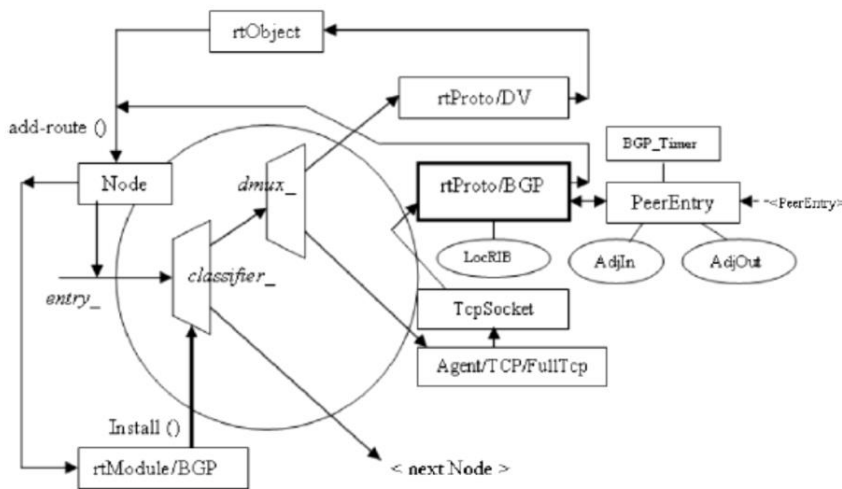 rtObject
rtProto/DV
add-route ()
BGP_Timer
Node
dmux_
rtProto/BGP
PeerEntry
<PeerEntry>
LocRIB
AdjIn
AdjOut
classifier_
entry_
TcpSocket
Agent/TCP/FullTcp
Install ()
rtModule/BGP
< next Node >